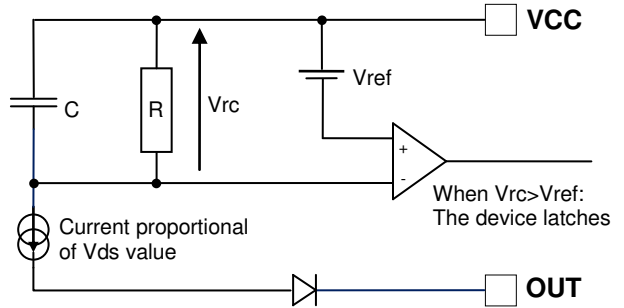 VCC
C
R
Vrc
Vref
+
-
When Vrc>Vref:
The device latches
Current proportional
of Vds value
OUT